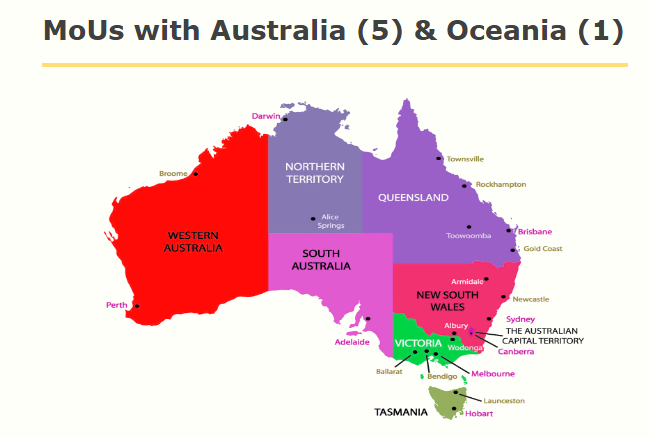 MoUs with Australia (5) & Oceania (1)
Darwin
NORTHERN
TERRITORY
Broome
Townsville
Rockhampton
QUEENSLAND
Alice
Springs
WESTERN
AUSTRALIA
SOUTH
AUSTRALIA
Toowoomba
Brisbane
Gold Coast
Armidale
NEW SOUTH
WALES
Newcastle
Perth
Sydney
Albury
THE AUSTRALIAN
CAPITAL TERRITORY
Adelaide
VICTORIA
Wodonga
Canberra
Ballarat
Bendigo
Melbourne
Launceston
TASMANIA
Hobart